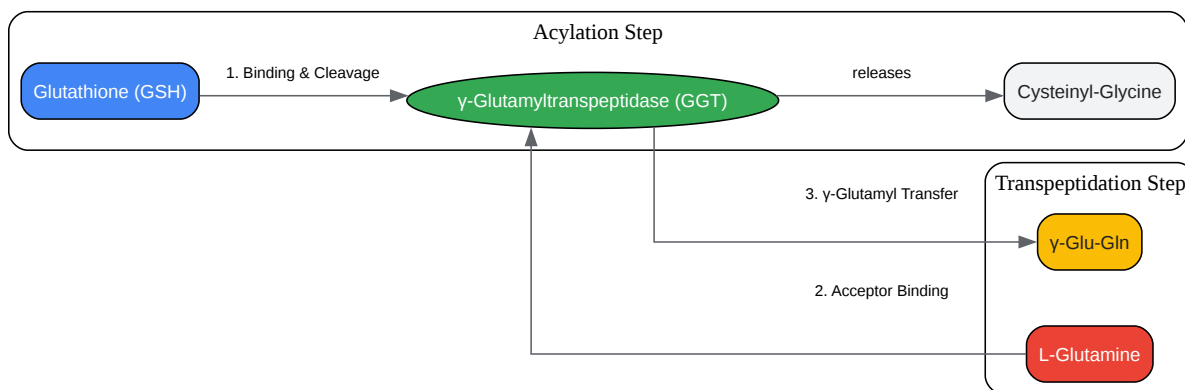 Acylation Step
Glutathione (GSH)
1. Binding & Cleavage
γ-Glutamyltranspeptidase (GGT)
releases
Cysteinyl-Glycine
Transpeptidation Step
3. γ-Glutamyl Transfer
γ-Glu-Gln
2. Acceptor Binding
L-Glutamine